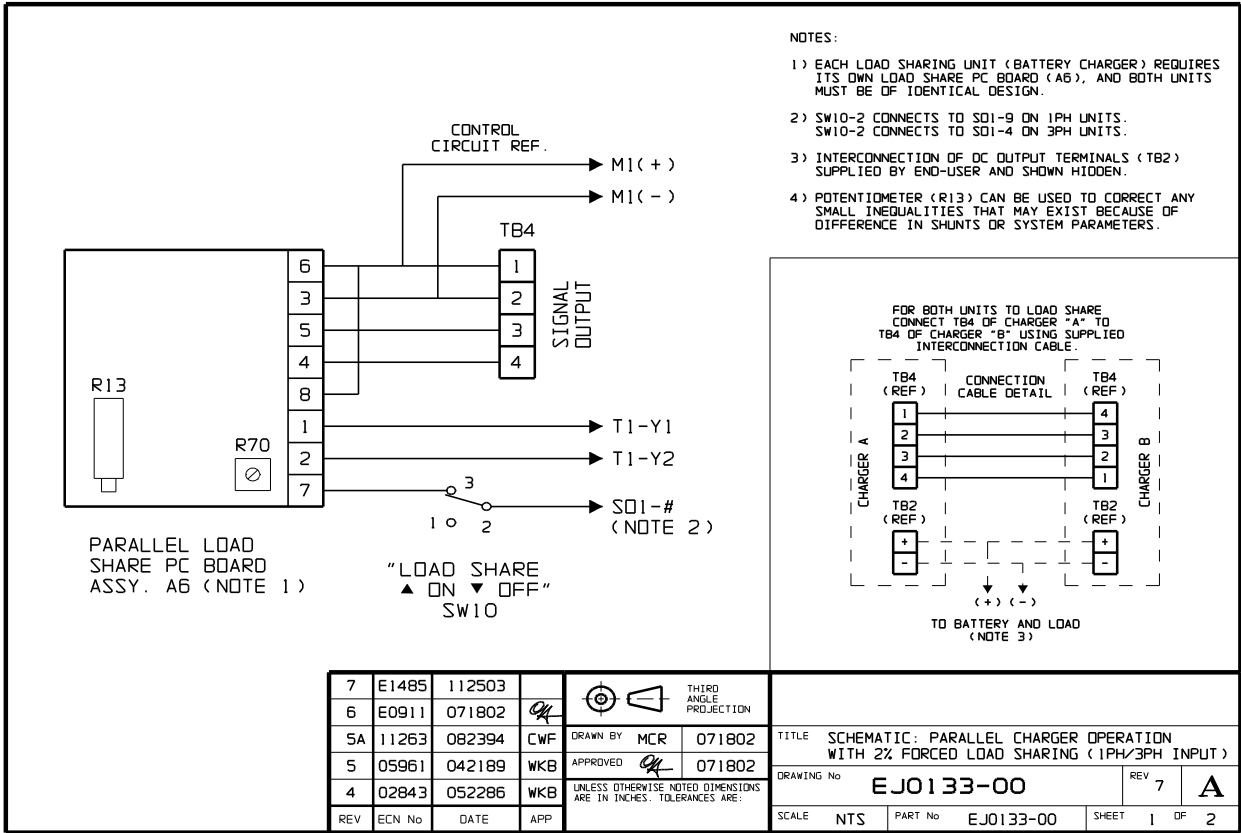 NOTES:
1) EACH LOAD SHARING UNIT (BATTERY CHARGER) REQUIRES
ITS OWN LOAD SHARE PC BOARD (A6), AND BOTH UNITS
MUST BE OF IDENTICAL DESIGN.
2) SW10-2 CONNECTS TO SO1-9 ON 1PH UNITS.
SW10-2 CONNECTS TO SO1-4 ON 3PH UNITS.
3) INTERCONNECTION OF DC OUTPUT TERMINALS (TB2)
SUPPLIED BY END-USER AND SHOWN HIDDEN.
4) POTENTIOMETER (R13) CAN BE USED TO CORRECT ANY
SMALL INEQUALITIES THAT MAY EXIST BECAUSE OF
DIFFERENCE IN SHUNTS OR SYSTEM PARAMETERS.
CONTROL
CIRCUIT REF.
M1(+)
M1(-)
TB4
6
3
5
4
8
1
2
7
1
2
3
4
SIGNAL
OUTPUT
R13
R70
T1-Y1
T1-Y2
SO1-#
(NOTE 2)
3
1
2
PARALLEL LOAD
SHARE PC BOARD
ASSY. A6 (NOTE 1)
"LOAD SHARE
▲ ON ▼ OFF"
SW10
FOR BOTH UNITS TO LOAD SHARE
CONNECT TB4 OF CHARGER "A" TO
TB4 OF CHARGER "B" USING SUPPLIED
INTERCONNECTION CABLE.
TB4
(REF)
CONNECTION
CABLE DETAIL
TB4
(REF)
1 4
2 3
3 2
4 1
CHARGER A
CHARGER B
TB2
(REF)
TB2
(REF)
+ +
- -
(+) (-)
TO BATTERY AND LOAD
(NOTE 3)
7 E1485 112503
6 E0911 071802
5A 11263 082394 CWF
5 05961 042189 WKB
4 02843 052286 WKB
REV ECN No DATE APP
THIRD
ANGLE
PROJECTION
DRAWN BY MCR 071802
APPROVED 071802
UNLESS OTHERWISE NOTED DIMENSIONS
ARE IN INCHES. TOLERANCES ARE:
TITLE SCHEMATIC: PARALLEL CHARGER OPERATION
WITH 2% FORCED LOAD SHARING (1PH/3PH INPUT)
DRAWING No EJ0133-00 REV 7 A
SCALE NTS PART No EJ0133-00 SHEET 1 OF 2